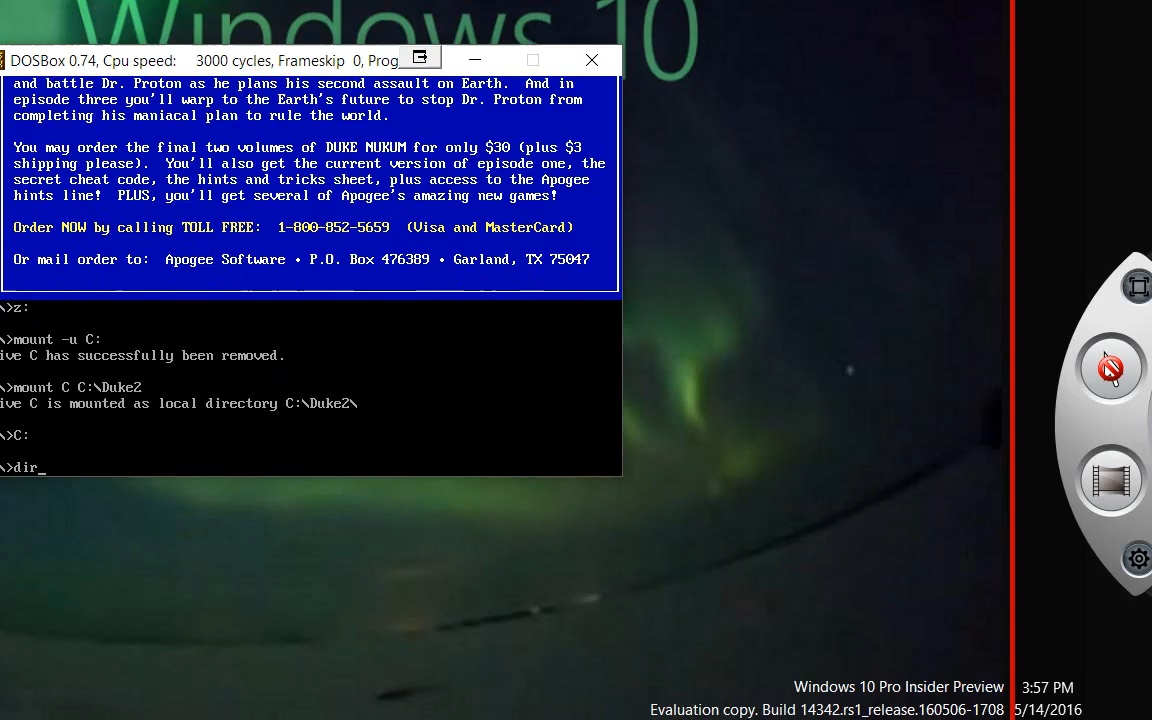 Windows 10
DOSBox 0.74, Cpu speed: 3000 cycles, Frameskip 0, Prog
and battle Dr. Proton as he plans his second assault on Earth. And in
episode three you'll warp to the Earth's future to stop Dr. Proton from
completing his maniacal plan to rule the world.
You may order the final two volumes of DUKE NUKUM for only $30 (plus $3
shipping please). You'll also get the current version of episode one, the
secret cheat code, the hints and tricks sheet, plus access to the Apogee
hints line! PLUS, you'll get several of Apogee's amazing new games!
Order NOW by calling TOLL FREE: 1-800-852-5659 (Visa and MasterCard)
Or mail order to: Apogee Software • P.O. Box 476389 • Garland, TX 75047
\>z:
\>mount -u C:
ive C has successfully been removed.
\>mount C C:\Duke2
ive C is mounted as local directory C:\Duke2\
\>C:
\>dir_
Windows 10 Pro Insider Preview
3:57 PM
Evaluation copy. Build 14342.rs1_release.160506-1708
5/14/2016